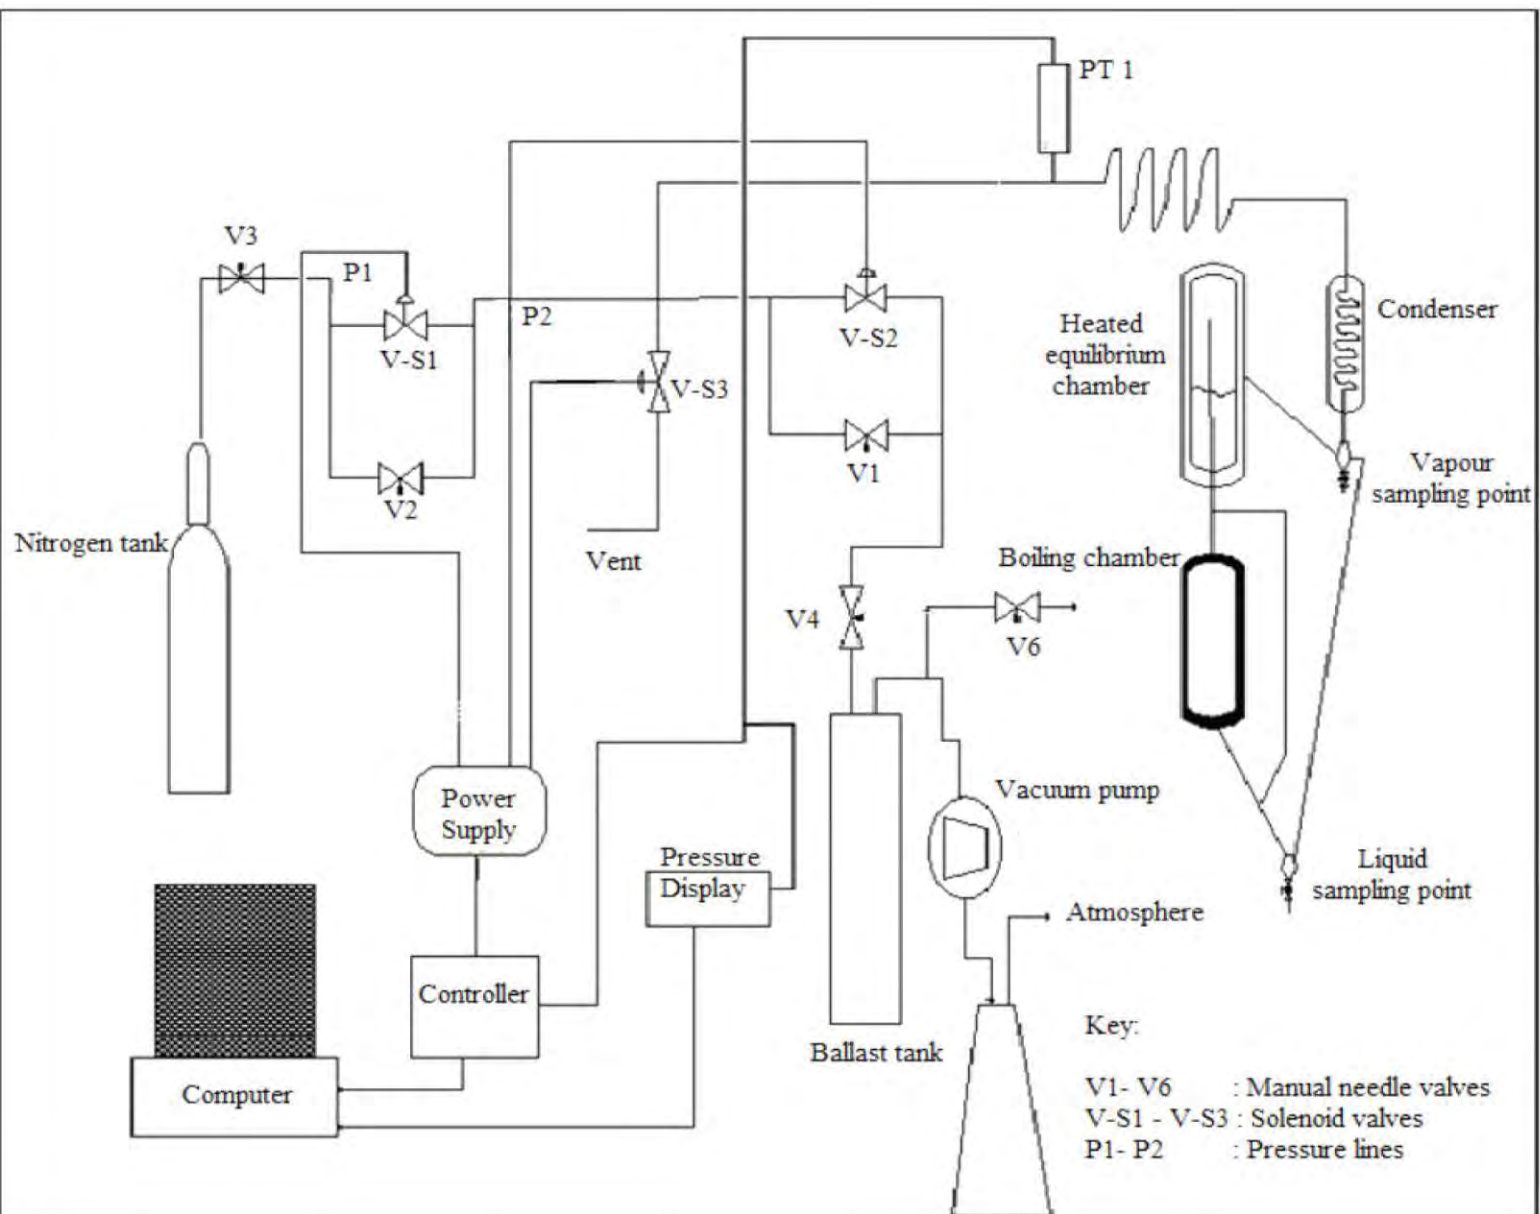 PT 1
V3
P1
P2
V-S1
V-S2
V-S3
Heated
equilibrium
chamber
Condenser
V2
V1
Vapour
sampling point
Nitrogen tank
Vent
Boiling chamber
V4
V6
Power
Supply
Vacuum pump
Pressure
Display
Liquid
sampling point
Atmosphere
Controller
Computer
Ballast tank
Key:
V1- V6 : Manual needle valves
V-S1 - V-S3 : Solenoid valves
P1- P2 : Pressure lines